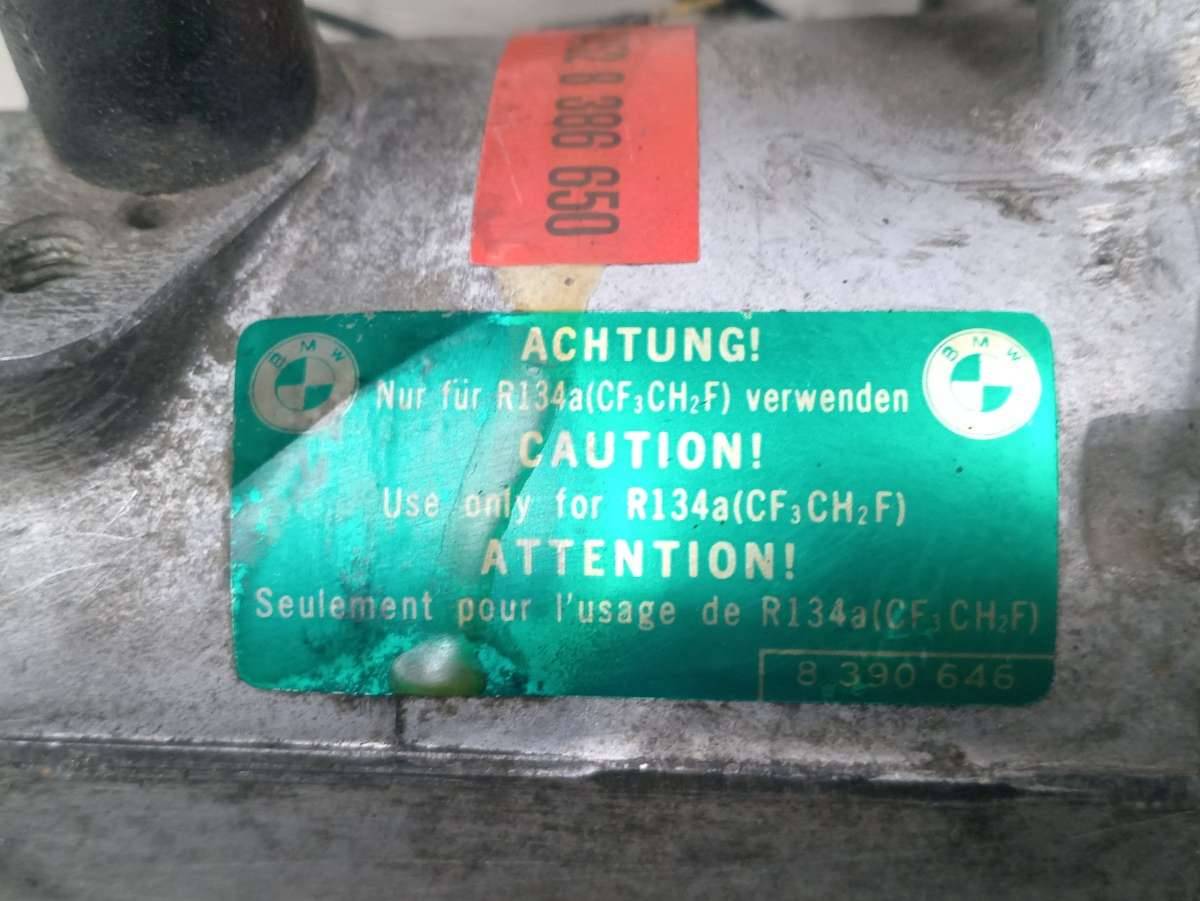 8 386 650
ACHTUNG!
BMW
Nur für R134a(CF₃CH₂F) verwenden
BMW
CAUTION!
Use only for R134a(CF₃CH₂F)
ATTENTION!
Seulement pour l'usage de R134a(CF₃CH₂F)
8 390 646